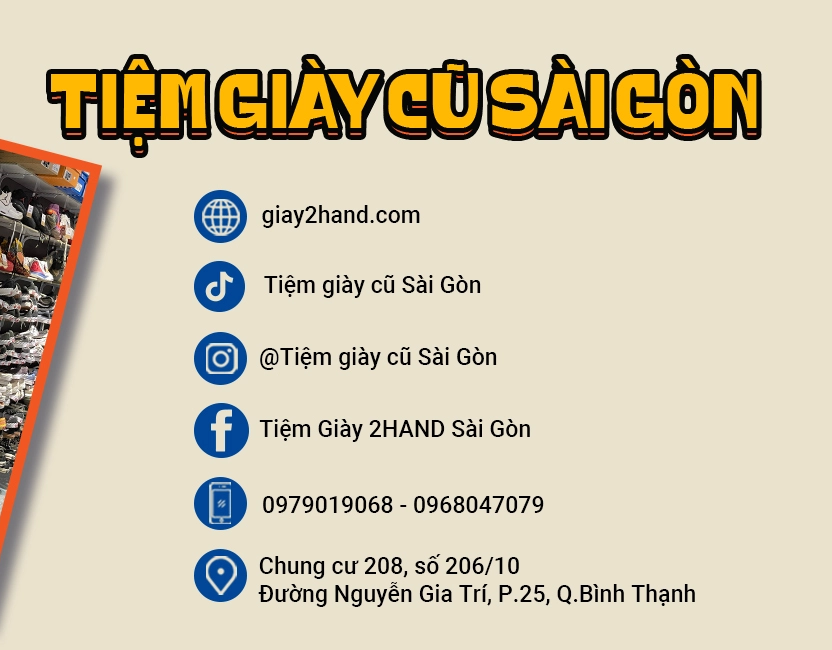 TIỆM GIÀY CŨ SÀI GÒN
giay2hand.com
Tiệm giày cũ Sài Gòn
@Tiệm giày cũ Sài Gòn
Tiệm Giày 2HAND Sài Gòn
0979019068 - 0968047079
Chung cư 208, số 206/10
Đường Nguyễn Gia Trí, P.25, Q.Bình Thạnh